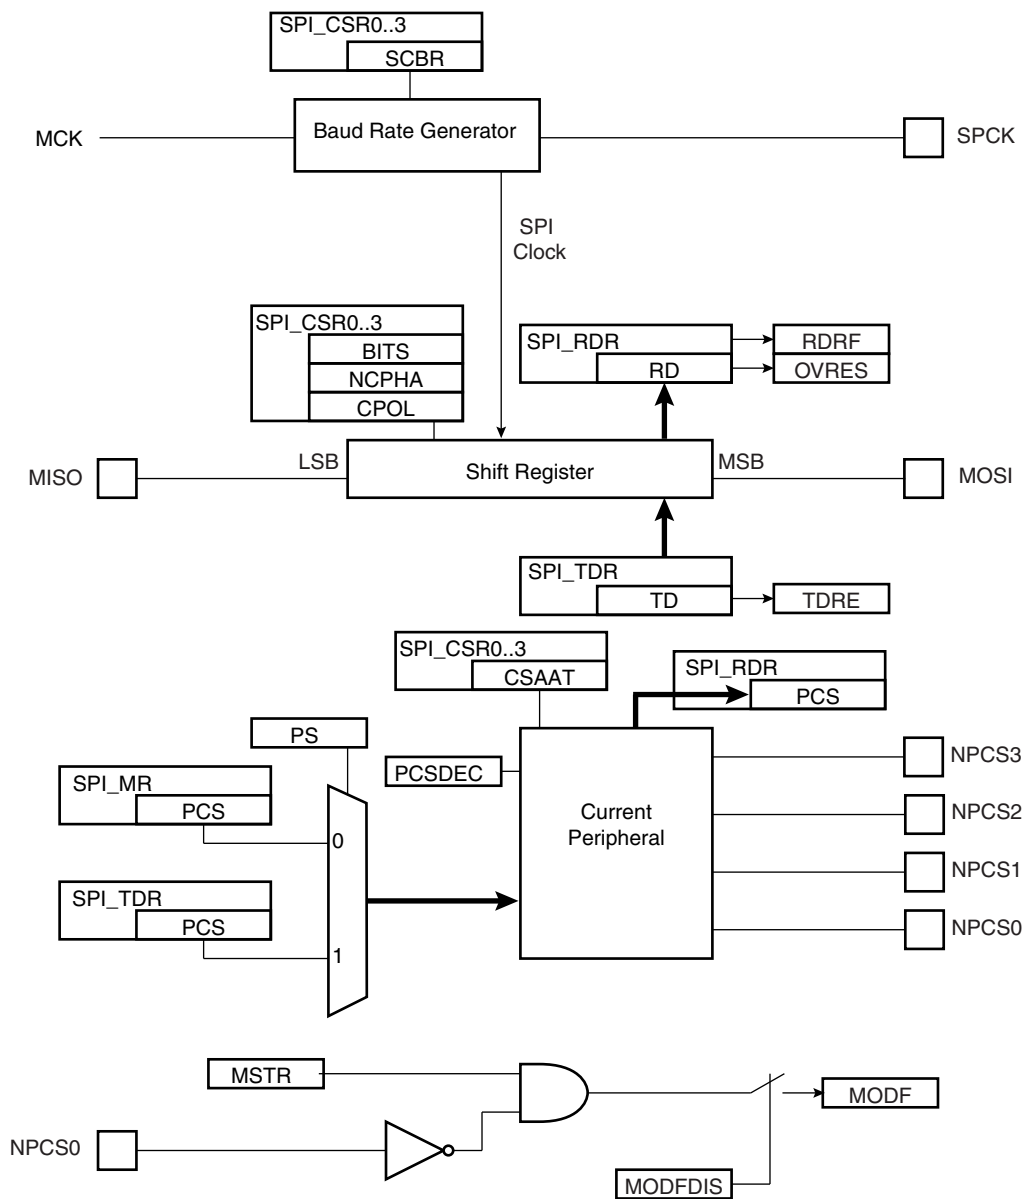 SPI_CSR0..3
SCBR
MCK
Baud Rate Generator
SPCK
SPI
Clock
SPI_CSR0..3
BITS
NCPHA
CPOL
SPI_RDR
RD
RDRF
OVRES
MISO
LSB
Shift Register
MSB
MOSI
SPI_TDR
TD
TDRE
SPI_CSR0..3
CSAAT
SPI_RDR
PCS
PS
PCSDEC
SPI_MR
PCS
0
Current
Peripheral
NPCS3
NPCS2
NPCS1
NPCS0
SPI_TDR
PCS
1
MSTR
MODF
NPCS0
MODFDIS